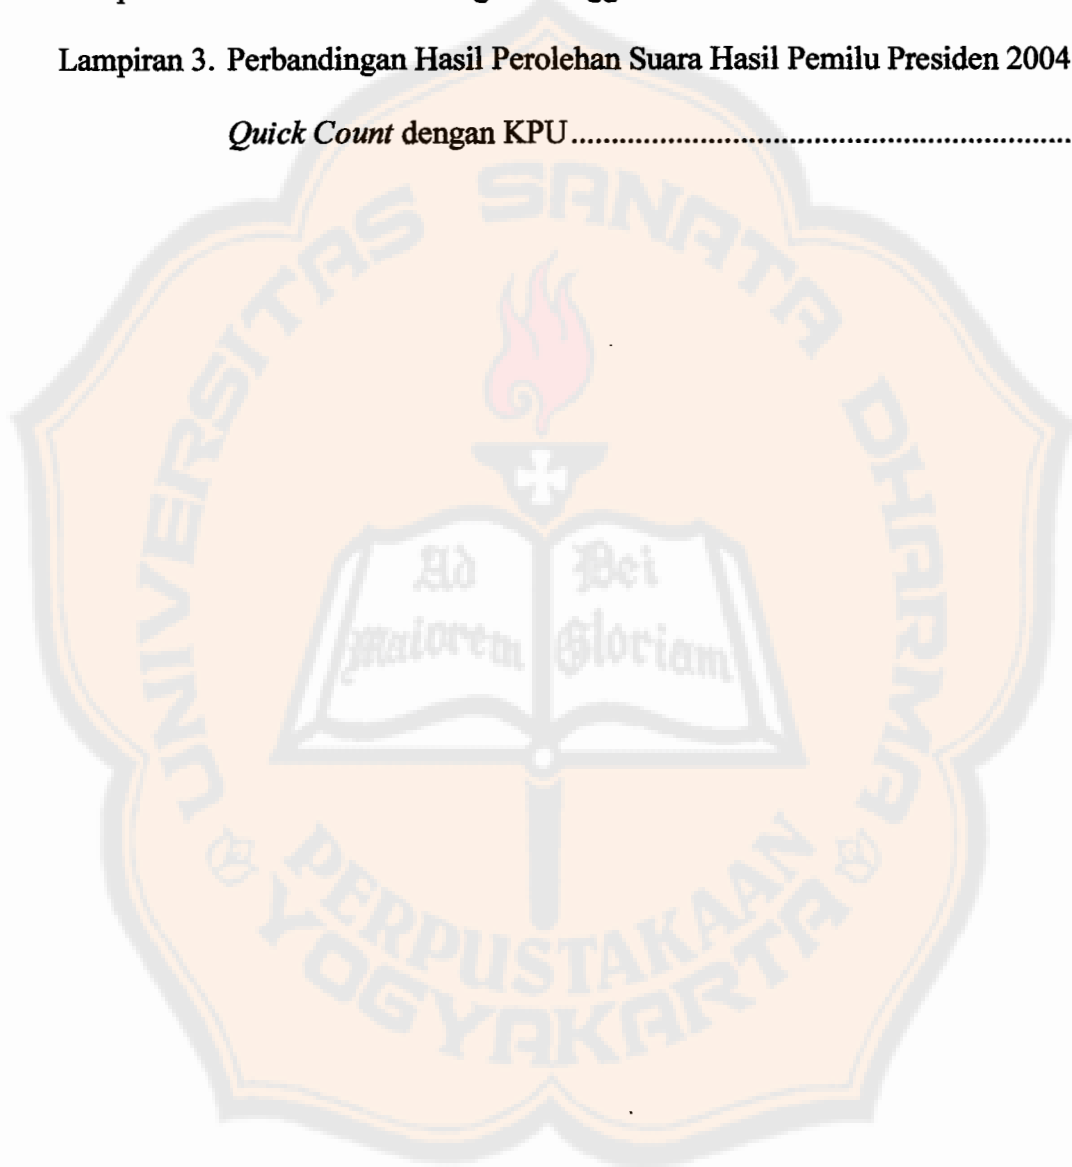 Lampiran 3. Perbandingan Hasil Perolehan Suara Hasil Pemilu Presiden 2004
Quick Count dengan KPU................................................................
UNIVERSITAS SANATA DHARMA
Ad Maiorem
Dei Gloriam
PERPUSTAKAAN
YOGYAKARTA